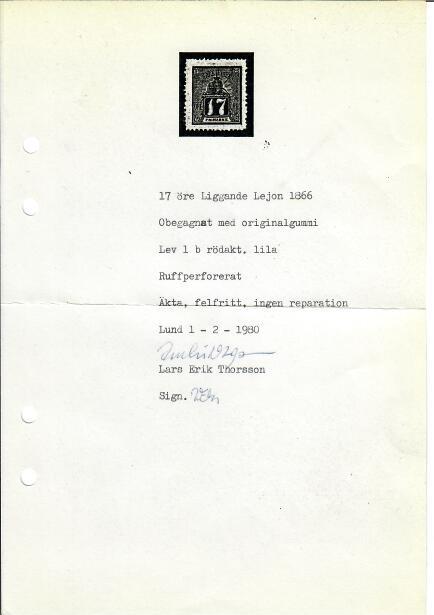 17
FRIMÄRKE
17 öre Liggande Lejon 1866
Obegagnat med originalgummi
Lev 1 b rödakt. lila
Ruffperforerat
Äkta, felfritt, ingen reparation
Lund 1 - 2 - 1980
Lars Erik Thorsson
Sign.